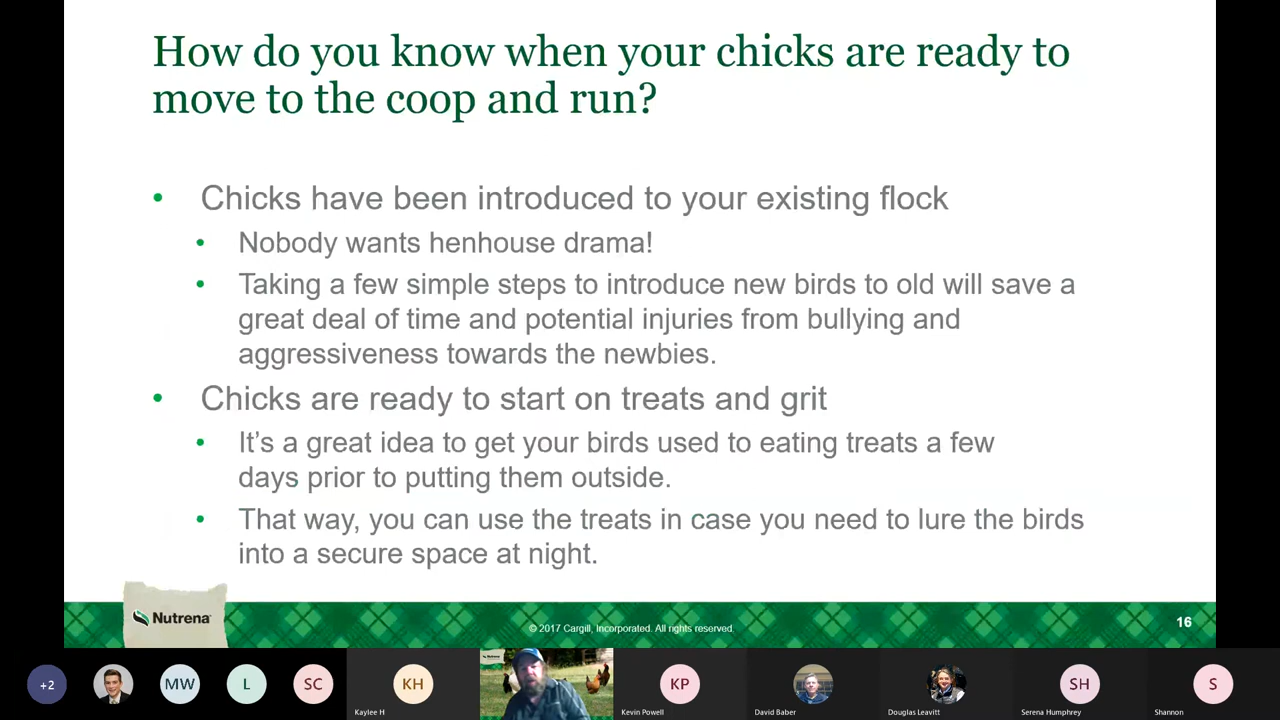 How do you know when your chicks are ready to
move to the coop and run?
• Chicks have been introduced to your existing flock
• Nobody wants henhouse drama!
• Taking a few simple steps to introduce new birds to old will save a
great deal of time and potential injuries from bullying and
aggressiveness towards the newbies.
• Chicks are ready to start on treats and grit
• It's a great idea to get your birds used to eating treats a few
days prior to putting them outside.
• That way, you can use the treats in case you need to lure the birds
into a secure space at night.
Nutrena
© 2017 Cargill, Incorporated. All rights reserved.
16
+2
MW
L
SC
KH
Kaylee H
Nutrena
KP
Kevin Powell
David Baber
Douglas Leavitt
SH
Serena Humphrey
S
Shannon